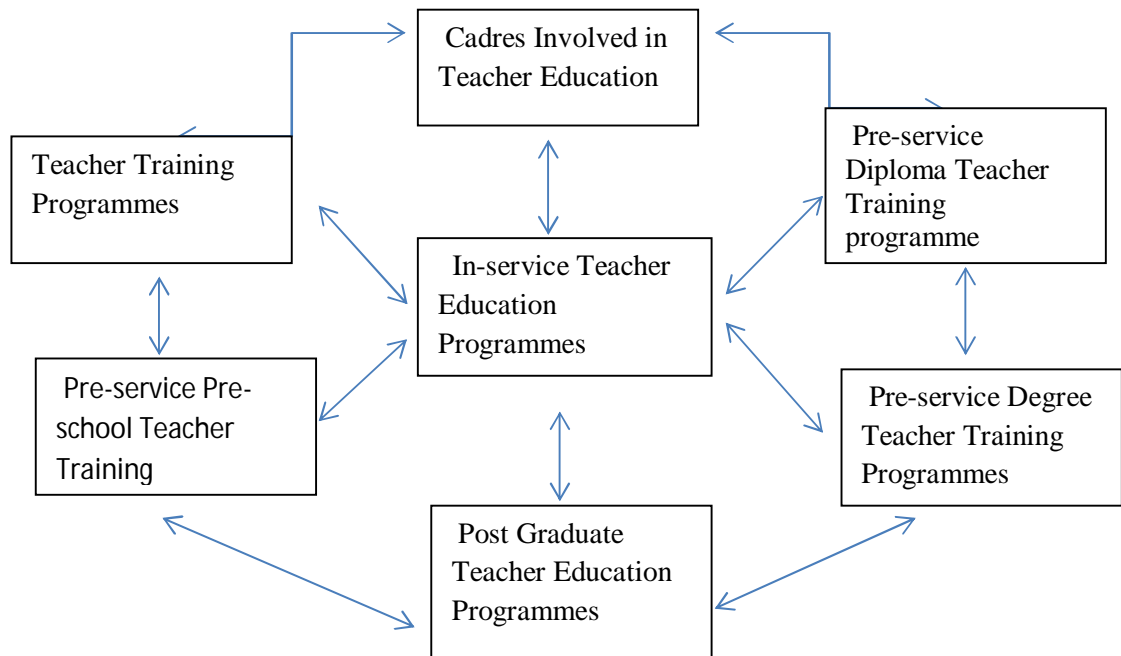 Cadres Involved in
Teacher Education
Teacher Training
Programmes
Pre-service
Diploma Teacher
Training
programme
In-service Teacher
Education
Programmes
Pre-service Pre-
school Teacher
Training
Pre-service Degree
Teacher Training
Programmes
Post Graduate
Teacher Education
Programmes